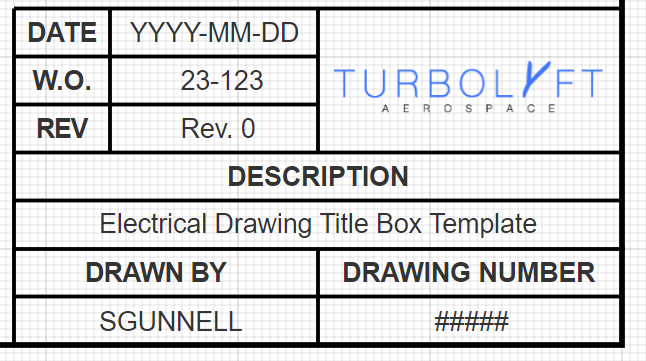 DATE YYYY-MM-DD
W.O. 23-123
REV Rev. 0
TURBOLYFT
AEROSPACE
DESCRIPTION
Electrical Drawing Title Box Template
DRAWN BY DRAWING NUMBER
SGUNNELL #####